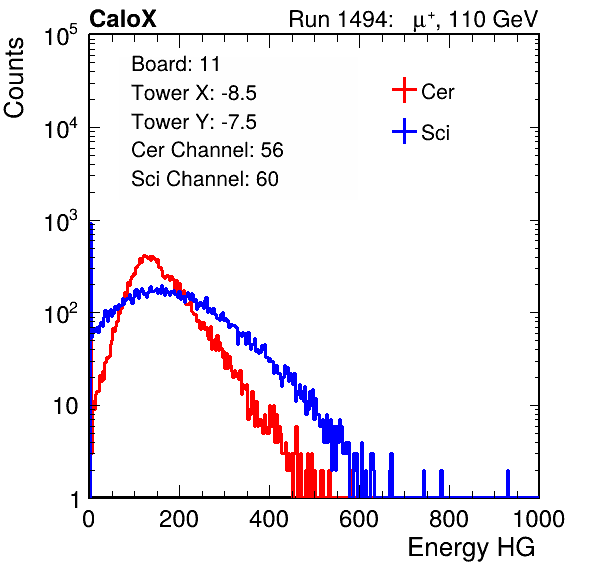 CaloX Run 1494: μ⁺, 110 GeV
Counts
Board: 11
Tower X: -8.5
Tower Y: -7.5
Cer Channel: 56
Sci Channel: 60
Cer
Sci
10⁵
10⁴
10³
10²
10
1
0 200 400 600 800 1000
Energy HG